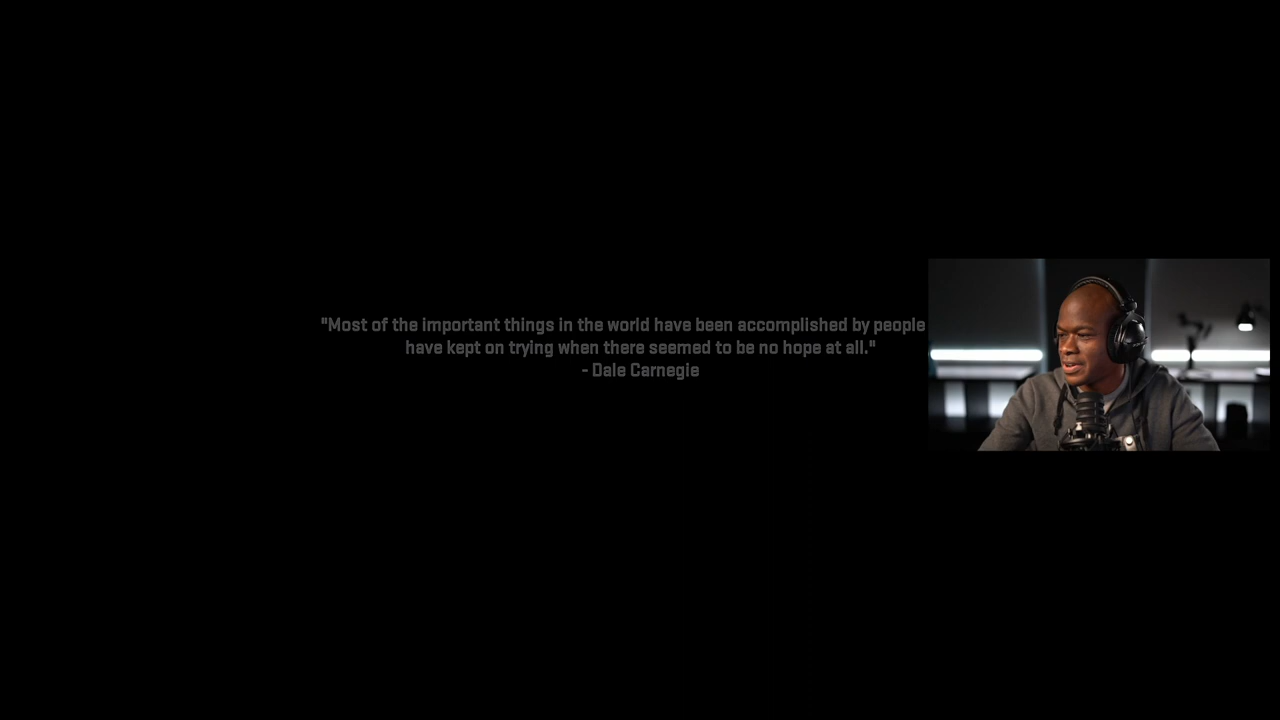 "Most of the important things in the world have been accomplished by people
have kept on trying when there seemed to be no hope at all."
- Dale Carnegie